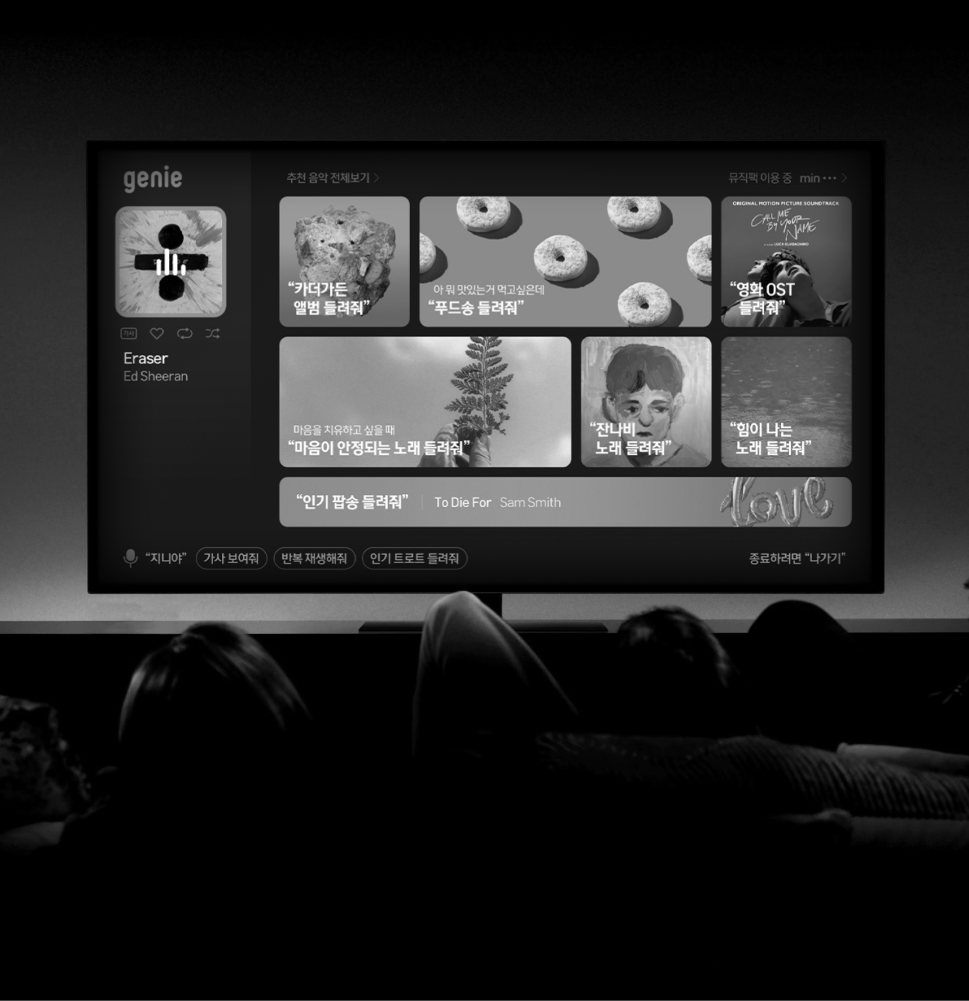 genie
추천 음악 전체보기 >
뮤직팩 이용 중 min••• >
가사
Eraser
Ed Sheeran
“카더가든
앨범 들려줘”
아 뭐 맛있는거 먹고싶은데
“푸드송 들려줘”
ORIGINAL MOTION PICTURE SOUNDTRACK
CALL ME
BY YOUR
NAME
“영화 OST
들려줘”
마음을 치유하고 싶을 때
“마음이 안정되는 노래 들려줘”
“잔나비
노래 들려줘”
“힘이 나는
노래 들려줘”
“인기 팝송 들려줘” To Die For Sam Smith
love
“지니야” 가사 보여줘 반복 재생해줘 인기 트로트 들려줘
종료하려면 “나가기”